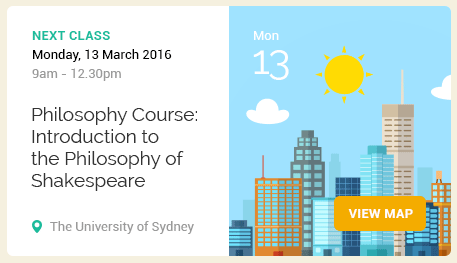 NEXT CLASS
Monday, 13 March 2016
9am - 12.30pm
Philosophy Course:
Introduction to
the Philosophy of
Shakespeare
The University of Sydney
Mon
13
VIEW MAP